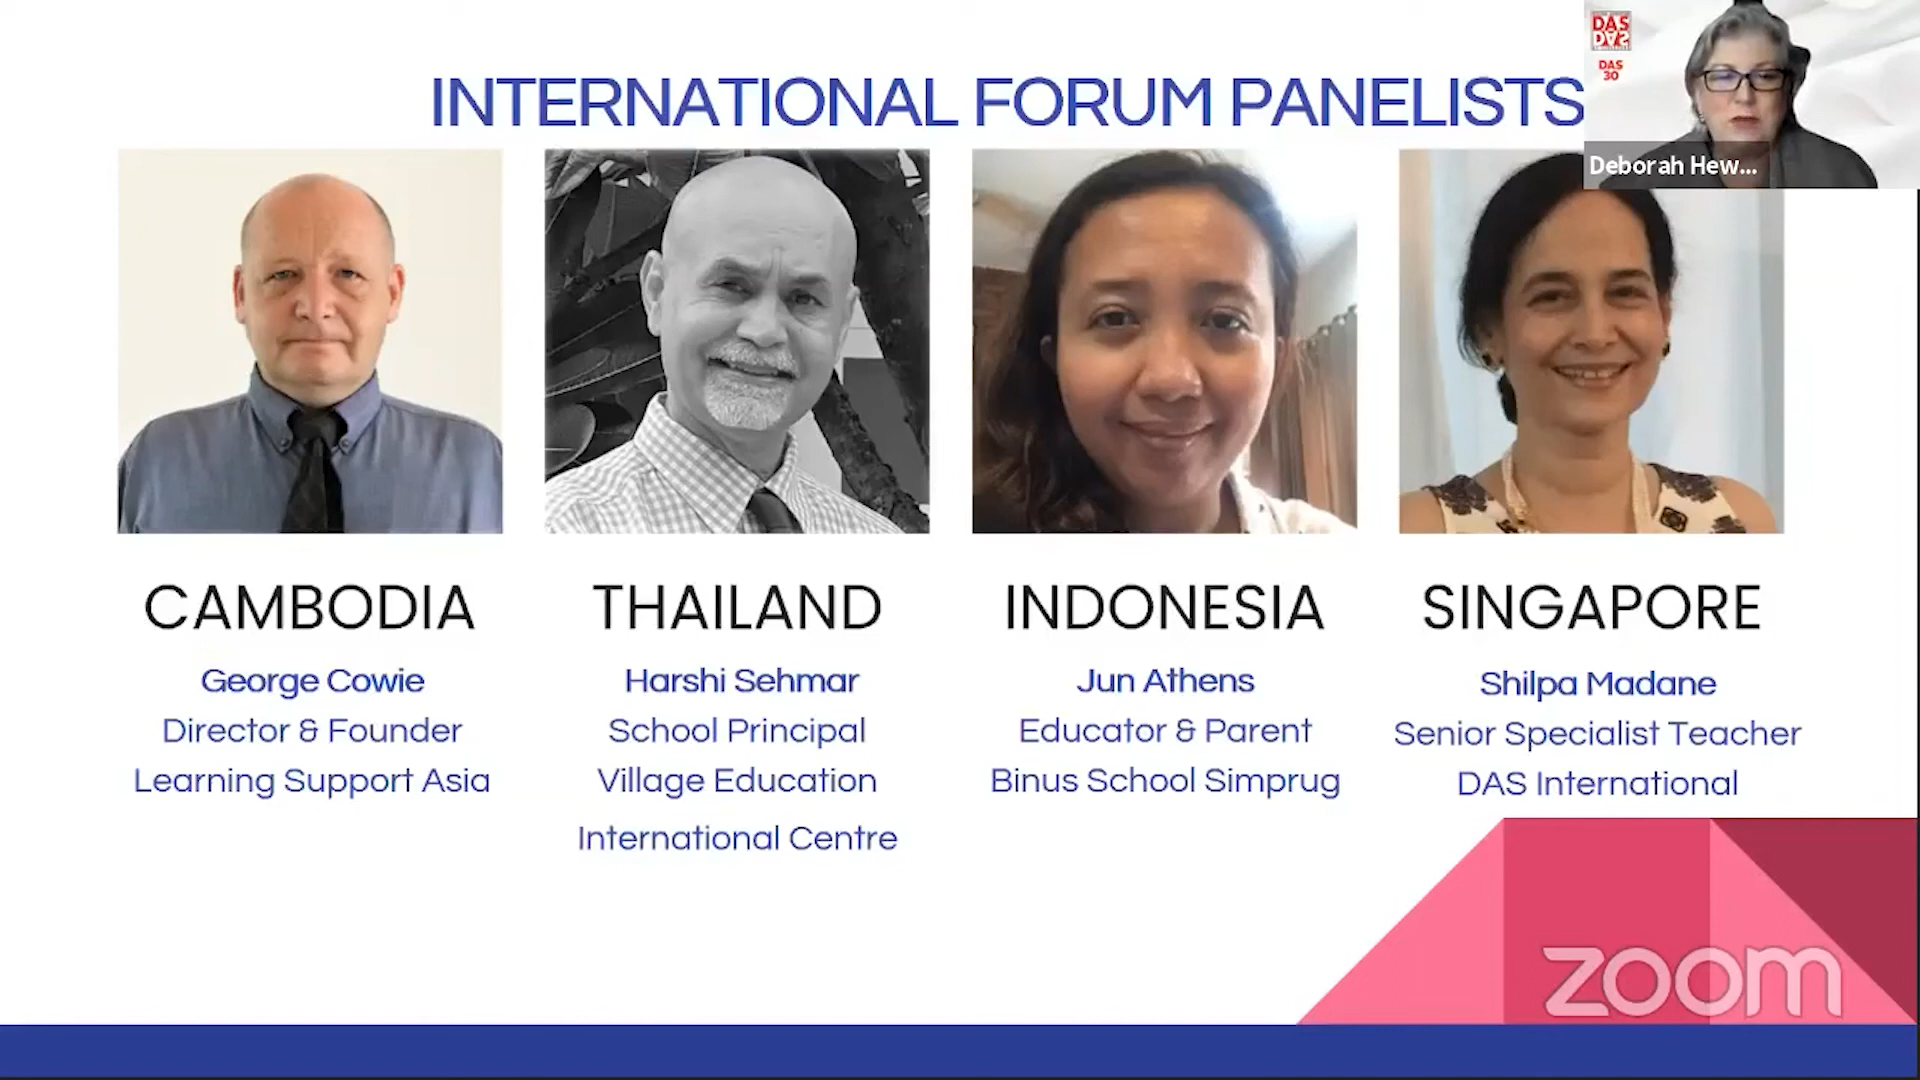 INTERNATIONAL FORUM PANELISTS
DAS
DAS
30
Deborah Hew...
CAMBODIA
George Cowie
Director & Founder
Learning Support Asia
THAILAND
Harshi Sehmar
School Principal
Village Education
International Centre
INDONESIA
Jun Athens
Educator & Parent
Binus School Simprug
SINGAPORE
Shilpa Madane
Senior Specialist Teacher
DAS International
zoom